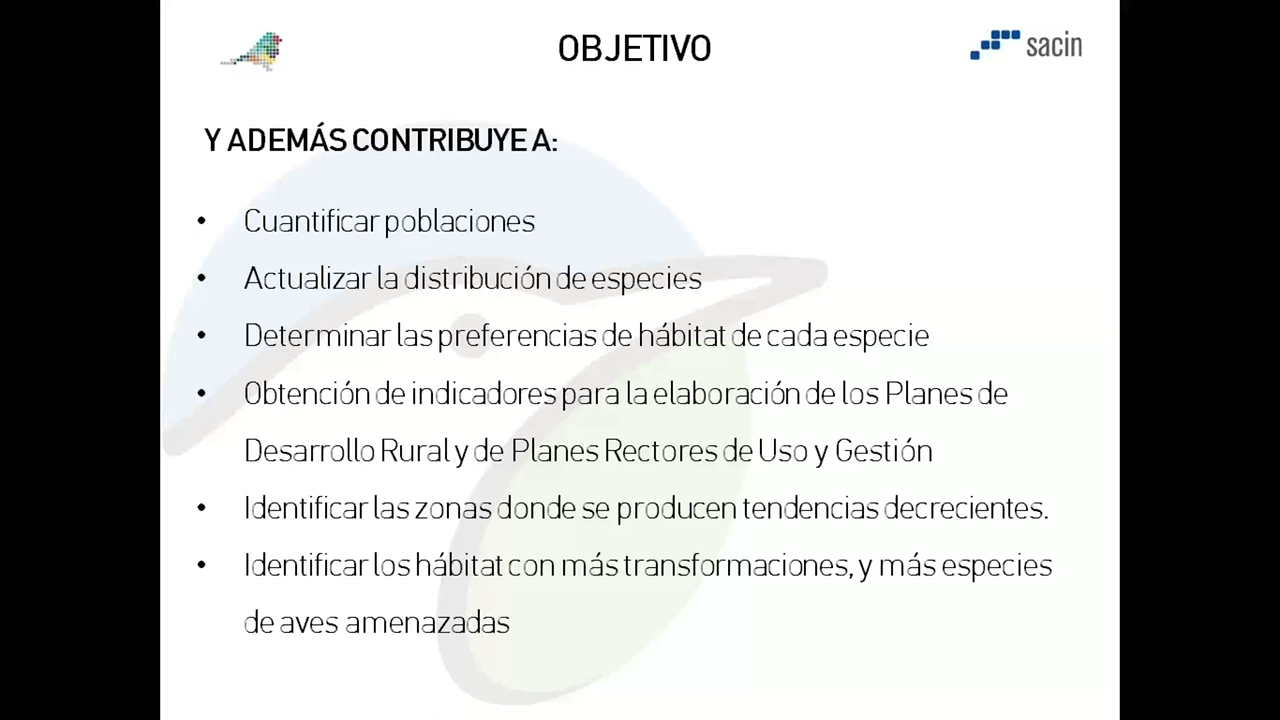 OBJETIVO
sacin
Y ADEMÁS CONTRIBUYE A:
• Cuantificar poblaciones
• Actualizar la distribución de especies
• Determinar las preferencias de hábitat de cada especie
• Obtención de indicadores para la elaboración de los Planes de
Desarrollo Rural y de Planes Rectores de Uso y Gestión
• Identificar las zonas donde se producen tendencias decrecientes.
• Identificar los hábitat con más transformaciones, y más especies
de aves amenazadas